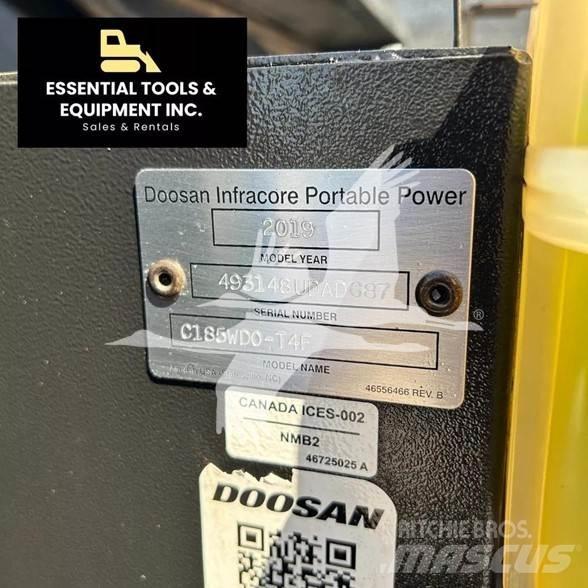 ESSENTIAL TOOLS &
EQUIPMENT INC.
Sales & Rentals
Doosan Infracore Portable Power
2019
MODEL YEAR
SERIAL NUMBER
C185WDO-T4F
MODEL NAME
46556466 REV. B
CANADA ICES-002
NMB2
46725025 A
DOOSAN
RITCHIE BROS.
MASCUS